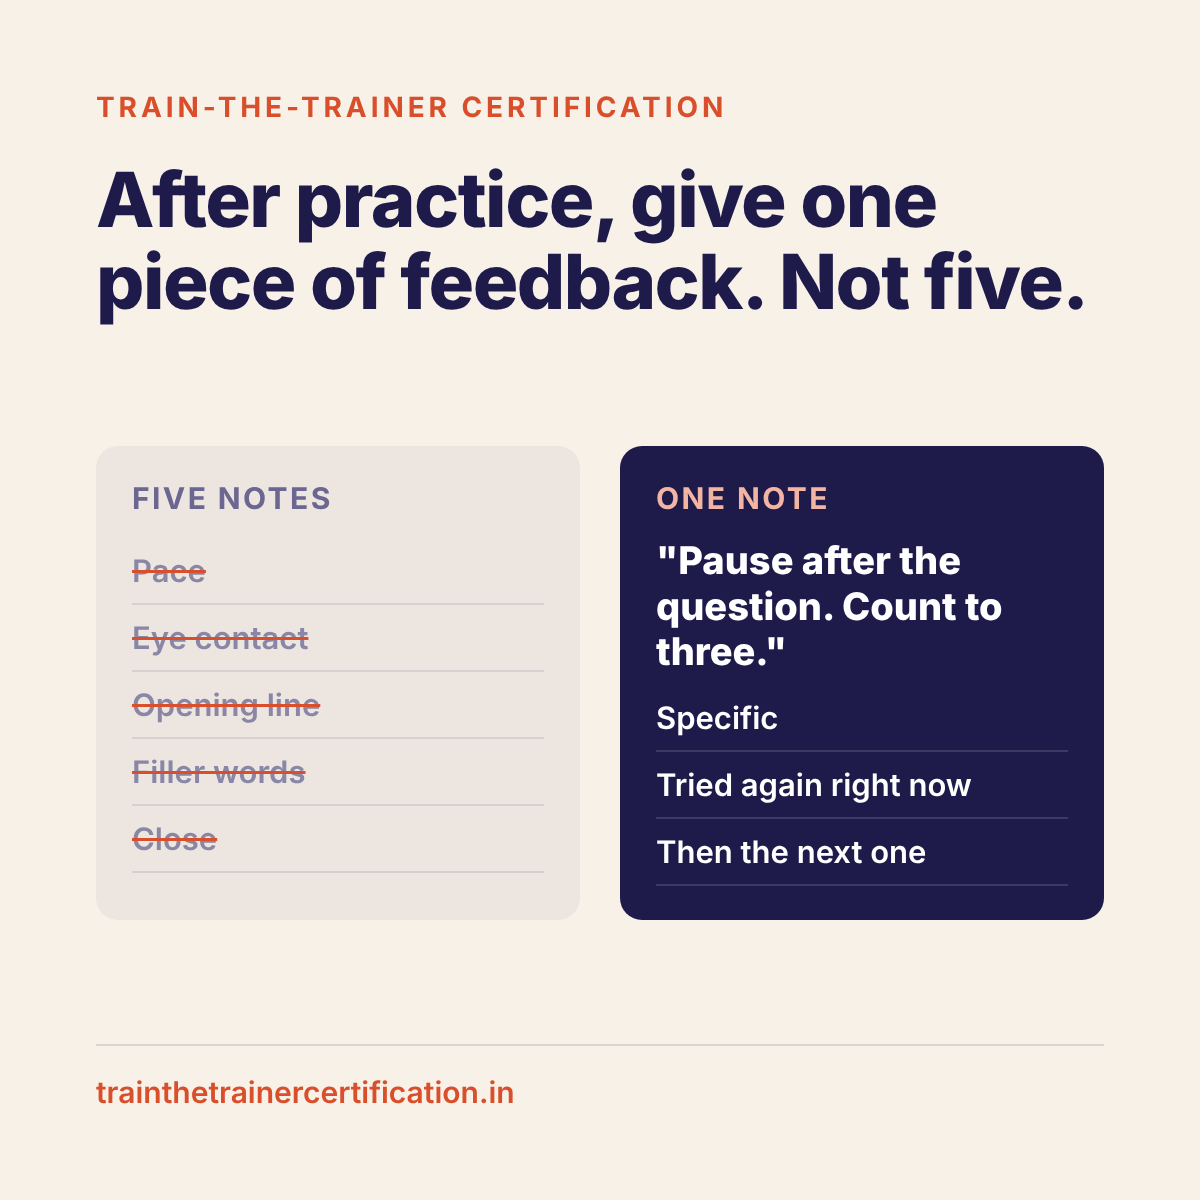 TRAIN-THE-TRAINER CERTIFICATION
After practice, give one
piece of feedback. Not five.
FIVE NOTES
Pace
Eye contact
Opening line
Filler words
Close
ONE NOTE
"Pause after the
question. Count to
three."
Specific
Tried again right now
Then the next one
trainthetrainercertification.in